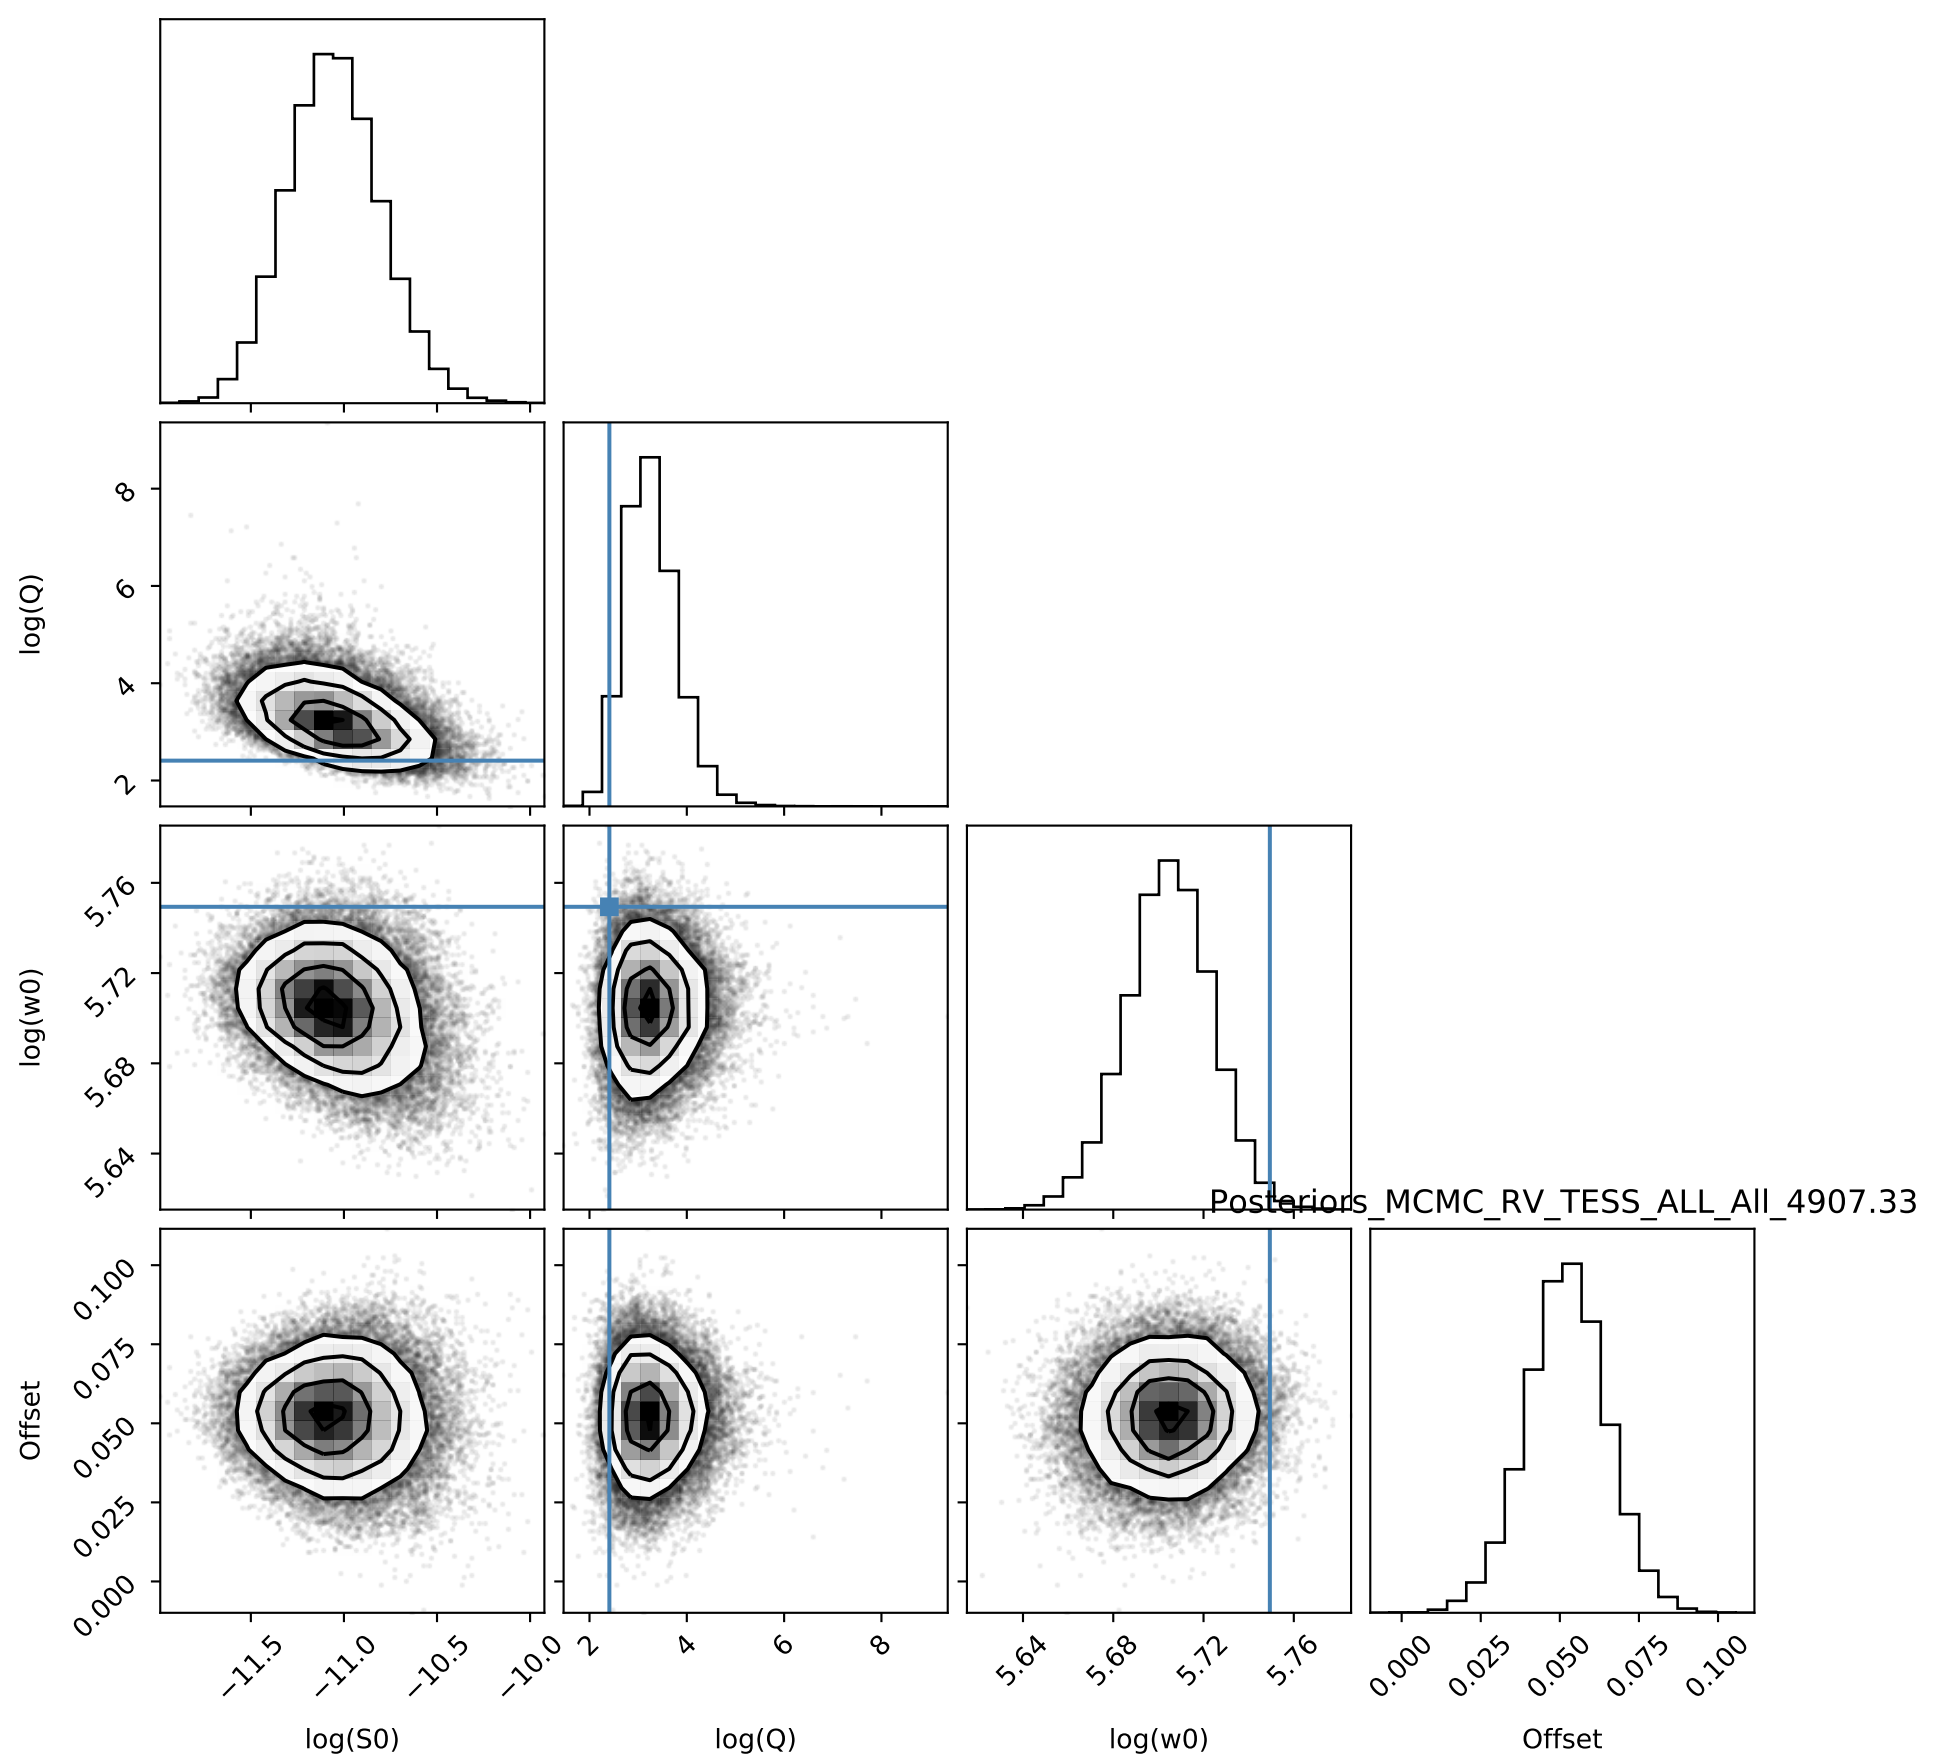 log(Q)
8
6
4
2
log(w0)
5.76
5.72
5.68
5.64
Posteriors_MCMC_RV_TESS_ALL_All_4907.33
Offset
0.100
0.075
0.050
0.025
0.000
−11.5 −11.0 −10.5 −10.0 2 4 6 8 5.64 5.68 5.72 5.76 0.000 0.025 0.050 0.075 0.100
log(S0) log(Q) log(w0) Offset